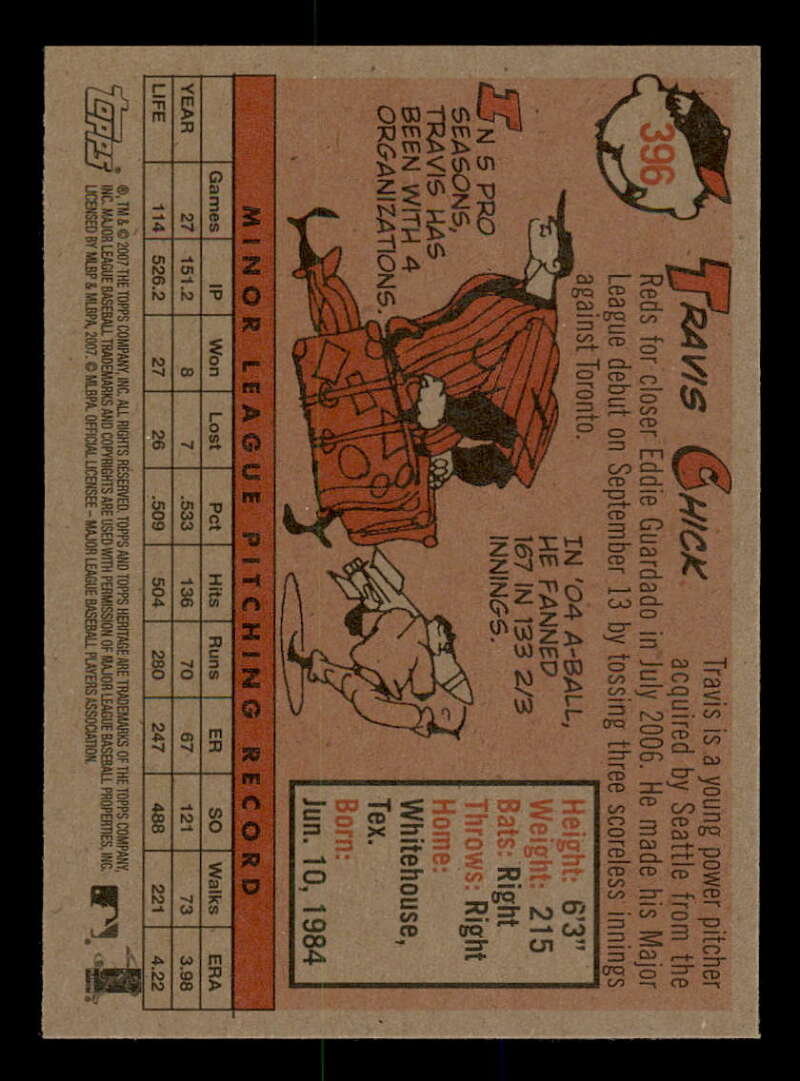 396
TRAVIS CHICK
Travis is a young power pitcher
acquired by Seattle from the
Reds for closer Eddie Guardado in July 2006. He made his Major
League debut on September 13 by tossing three scoreless innings
against Toronto.
IN 5 PRO
SEASONS,
TRAVIS HAS
BEEN WITH 4
ORGANIZATIONS.
IN '04 A-BALL,
HE FANNED
167 IN 133 2/3
INNINGS.
Height: 6'3"
Weight: 215
Bats: Right
Throws: Right
Home:
Whitehouse,
Tex.
Born:
Jun. 10, 1984
MINOR LEAGUE PITCHING RECORD
Games IP Won Lost Pct Hits Runs ER SO Walks ERA
YEAR 27 151.2 8 7 .533 136 70 67 121 73 3.98
LIFE 114 526.2 27 26 .509 504 280 247 488 221 4.22
TOPPS
®, TM & © 2007 THE TOPPS COMPANY, INC. ALL RIGHTS RESERVED. TOPPS AND TOPPS HERITAGE ARE TRADEMARKS OF THE TOPPS COMPANY,
INC. MAJOR LEAGUE BASEBALL TRADEMARKS AND COPYRIGHTS ARE USED WITH PERMISSION OF MAJOR LEAGUE BASEBALL PROPERTIES, INC.
LICENSED BY MLBP & MLBPA, 2007. © MLBPA. OFFICIAL LICENSEE – MAJOR LEAGUE BASEBALL PLAYERS ASSOCIATION.